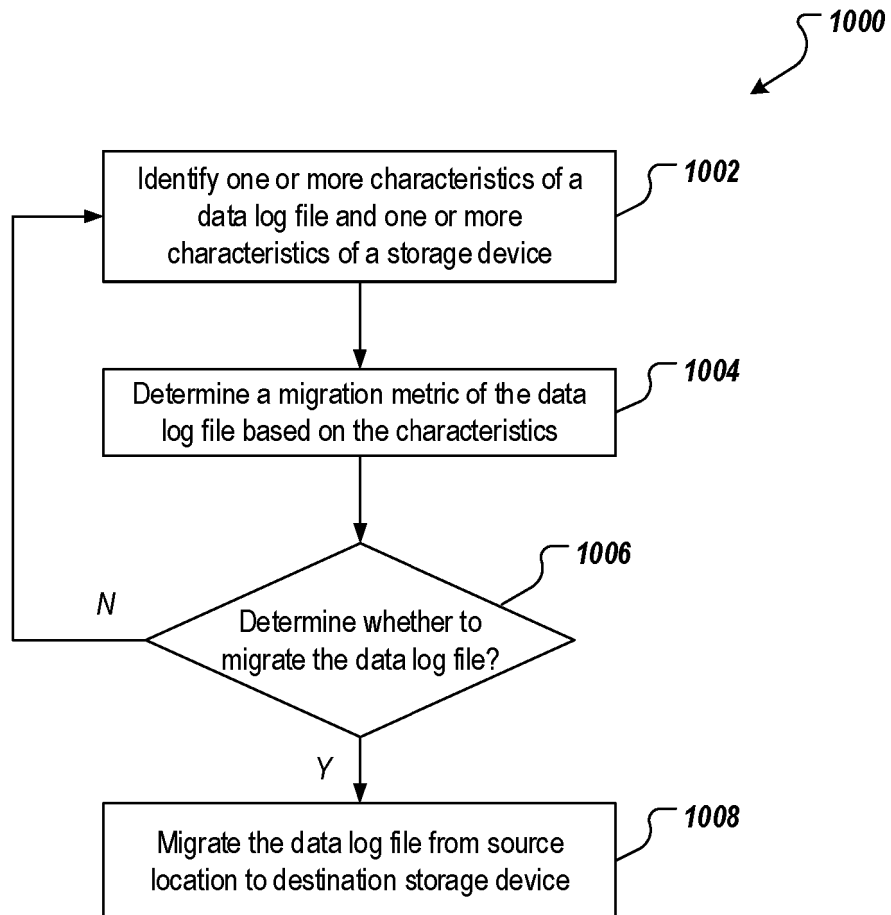 1000
Identify one or more characteristics of a
data log file and one or more
characteristics of a storage device
1002
Determine a migration metric of the data
log file based on the characteristics
1004
1006
N
Determine whether to
migrate the data log file?
Y
Migrate the data log file from source
location to destination storage device
1008